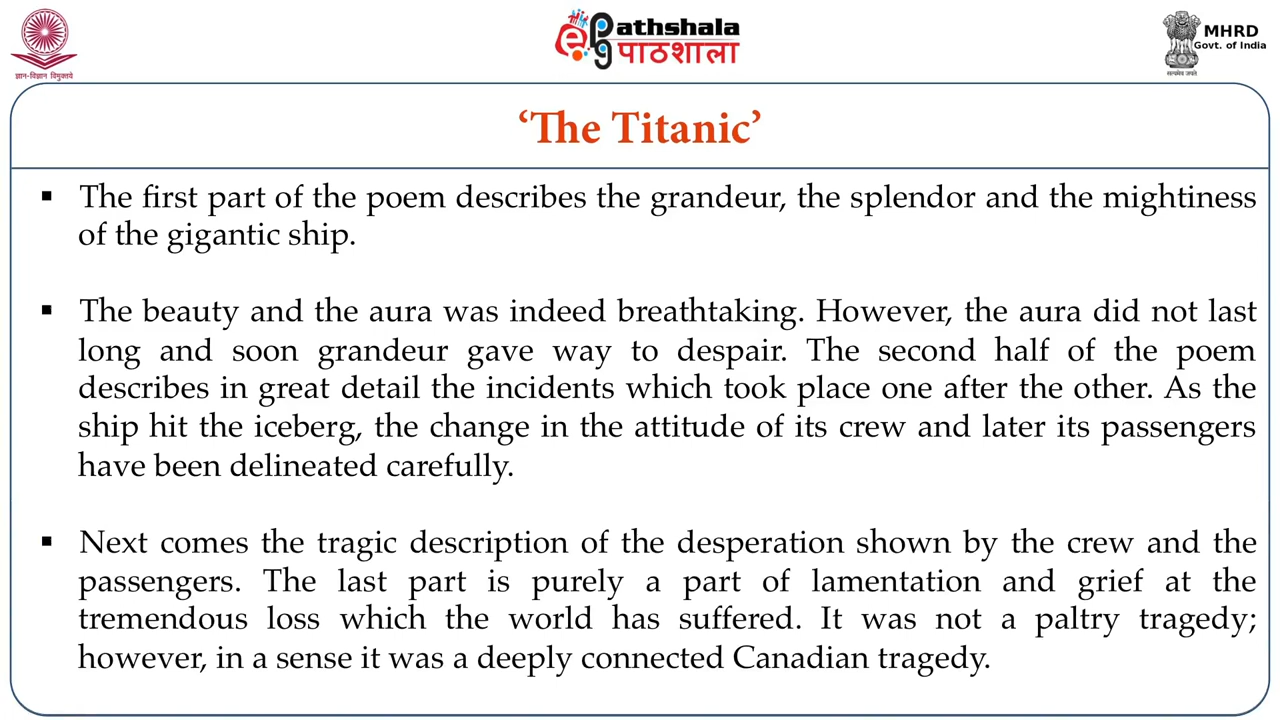 ज्ञान-विज्ञान विमुक्तये
ePathshala
पाठशाला
सत्यमेव जयते
MHRD
Govt. of India
‘The Titanic’
▪ The first part of the poem describes the grandeur, the splendor and the mightiness
of the gigantic ship.
▪ The beauty and the aura was indeed breathtaking. However, the aura did not last
long and soon grandeur gave way to despair. The second half of the poem
describes in great detail the incidents which took place one after the other. As the
ship hit the iceberg, the change in the attitude of its crew and later its passengers
have been delineated carefully.
▪ Next comes the tragic description of the desperation shown by the crew and the
passengers. The last part is purely a part of lamentation and grief at the
tremendous loss which the world has suffered. It was not a paltry tragedy;
however, in a sense it was a deeply connected Canadian tragedy.